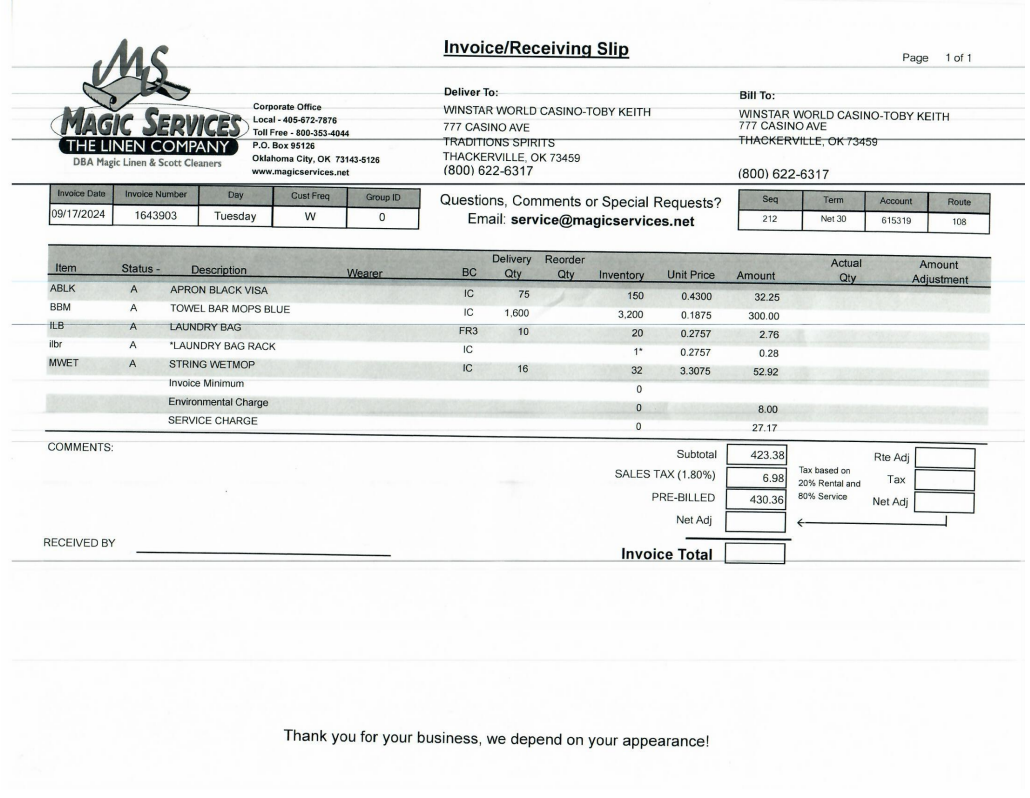 Invoice/Receiving Slip
Page 1 of 1
MS
MAGIC SERVICES
THE LINEN COMPANY
DBA Magic Linen & Scott Cleaners
Corporate Office
Local - 405-672-7876
Toll Free - 800-353-4044
P.O. Box 95126
Oklahoma City, OK 73143-5126
www.magicservices.net
Deliver To:
WINSTAR WORLD CASINO-TOBY KEITH
777 CASINO AVE
TRADITIONS SPIRITS
THACKERVILLE, OK 73459
(800) 622-6317
Bill To:
WINSTAR WORLD CASINO-TOBY KEITH
777 CASINO AVE
THACKERVILLE, OK 73459
(800) 622-6317
Invoice Date Invoice Number Day Cust Freq Group ID
09/17/2024 1643903 Tuesday W 0
Questions, Comments or Special Requests?
Email: service@magicservices.net
Seq Term Account Route
212 Net 30 615319 108
Item Status - Description Wearer BC Delivery Qty Reorder Qty Inventory Unit Price Amount Actual Qty Amount Adjustment
ABLK A APRON BLACK VISA IC 75 150 0.4300 32.25
BBM A TOWEL BAR MOPS BLUE IC 1,600 3,200 0.1875 300.00
ILB A LAUNDRY BAG FR3 10 20 0.2757 2.76
ilbr A *LAUNDRY BAG RACK IC 1* 0.2757 0.28
MWET A STRING WETMOP IC 16 32 3.3075 52.92
Invoice Minimum 0
Environmental Charge 0 8.00
SERVICE CHARGE 0 27.17
COMMENTS:
Subtotal 423.38 Rte Adj
SALES TAX (1.80%) 6.98 Tax based on 20% Rental and 80% Service Tax
PRE-BILLED 430.36 Net Adj
Net Adj
RECEIVED BY
Invoice Total
Thank you for your business, we depend on your appearance!